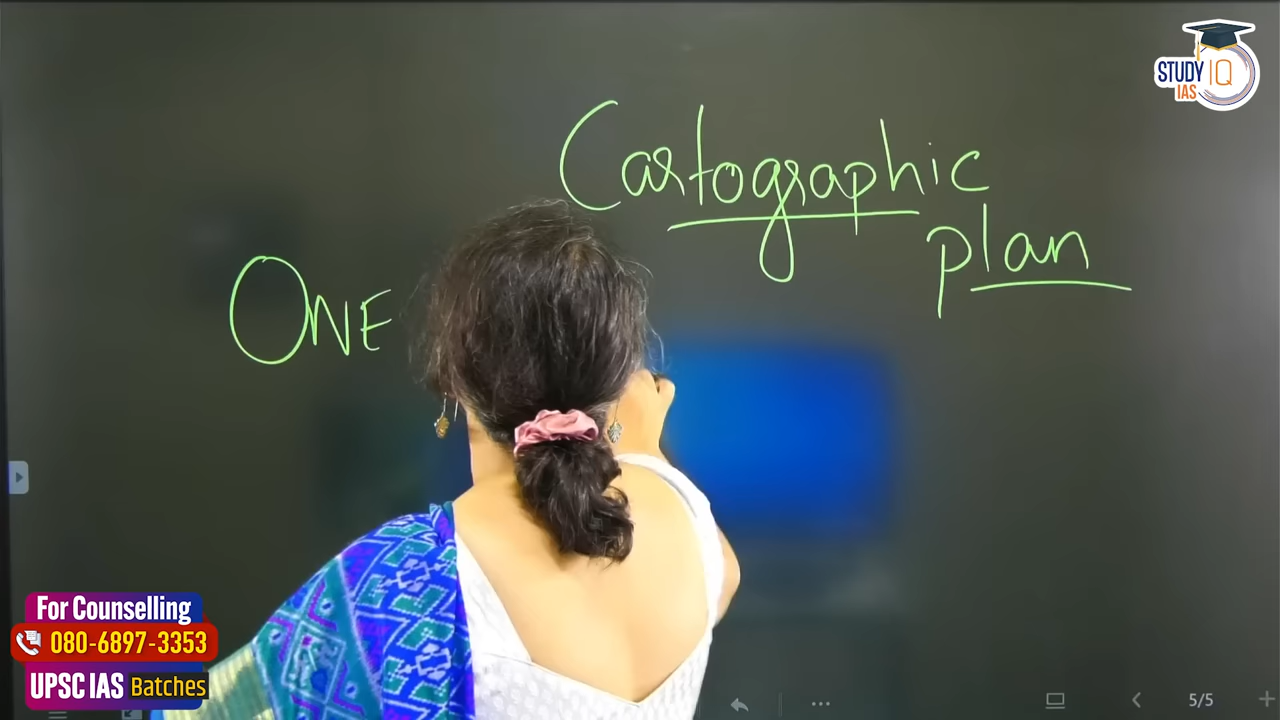 STUDY IQ
IAS
Cartographic
plan
ONE
For Counselling
080-6897-3353
UPSC IAS Batches
5/5